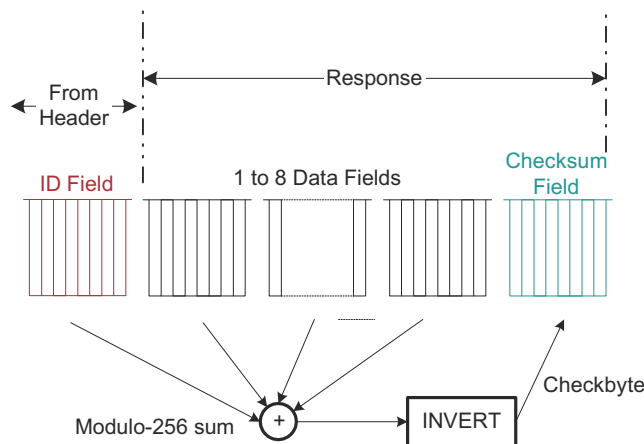 From
Header
Response
ID Field
1 to 8 Data Fields
Checksum
Field
Modulo-256 sum
+
INVERT
Checkbyte